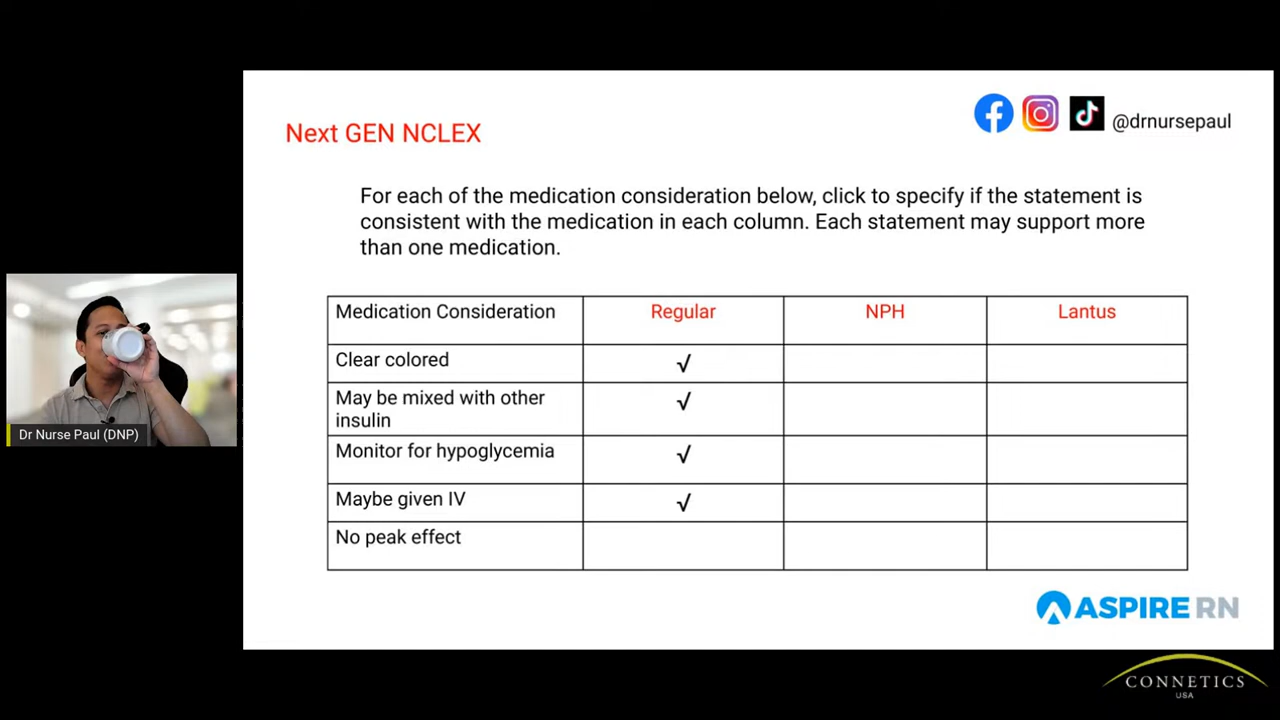 @drnursepaul
Next GEN NCLEX
For each of the medication consideration below, click to specify if the statement is
consistent with the medication in each column. Each statement may support more
than one medication.
Medication Consideration Regular NPH Lantus
Clear colored √
May be mixed with other
insulin √
Monitor for hypoglycemia √
Maybe given IV √
No peak effect
Dr Nurse Paul (DNP)
ASPIRE RN
CONNETICS
USA